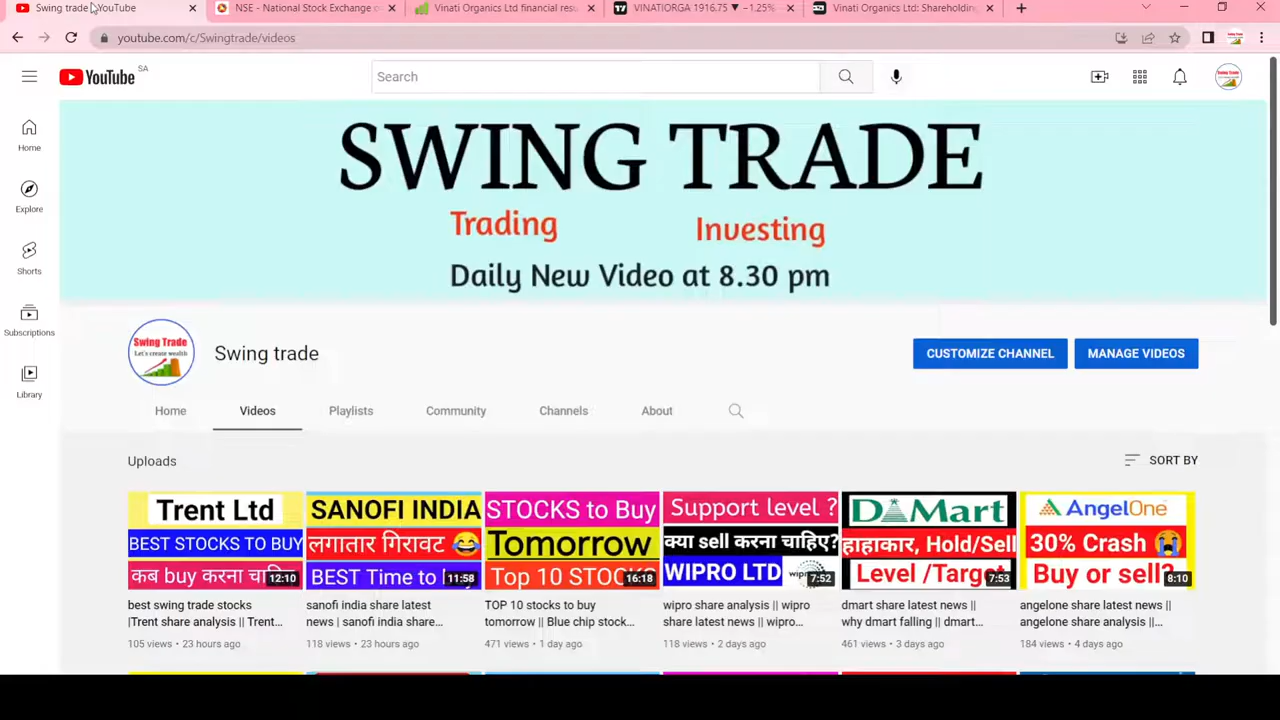 Swing trade - YouTube
NSE - National Stock Exchange o
Vinati Organics Ltd financial resu
VINATIORGA 1916.75 ▼ −1.25%
Vinati Organics Ltd: Shareholding
youtube.com/c/Swingtrade/videos
YouTube SA
Search
SWING TRADE
Trading Investing
Daily New Video at 8.30 pm
Home
Explore
Shorts
Subscriptions
Library
Swing Trade
Let's create wealth
Swing trade
CUSTOMIZE CHANNEL
MANAGE VIDEOS
Home Videos Playlists Community Channels About
Uploads
SORT BY
Trent Ltd
BEST STOCKS TO BUY
कब buy करना
12:10
best swing trade stocks
|Trent share analysis || Trent...
105 views • 23 hours ago
SANOFI INDIA
लगातार गिरावट
BEST Time to
11:58
sanofi india share latest
news | sanofi india share...
118 views • 23 hours ago
STOCKS to Buy
Tomorrow
Top 10 STOC
16:18
TOP 10 stocks to buy
tomorrow || Blue chip stock...
471 views • 1 day ago
Support level ?
क्या sell करना चाहिए?
WIPRO LTD
7:52
wipro share analysis || wipro
share latest news || wipro...
118 views • 2 days ago
DMart
हाहाकार, Hold/Sell
Level /Target
7:53
dmart share latest news ||
why dmart falling || dmart...
461 views • 3 days ago
AngelOne
30% Crash
Buy or sell?
8:10
angelone share latest news ||
angelone share analysis ||...
184 views • 4 days ago